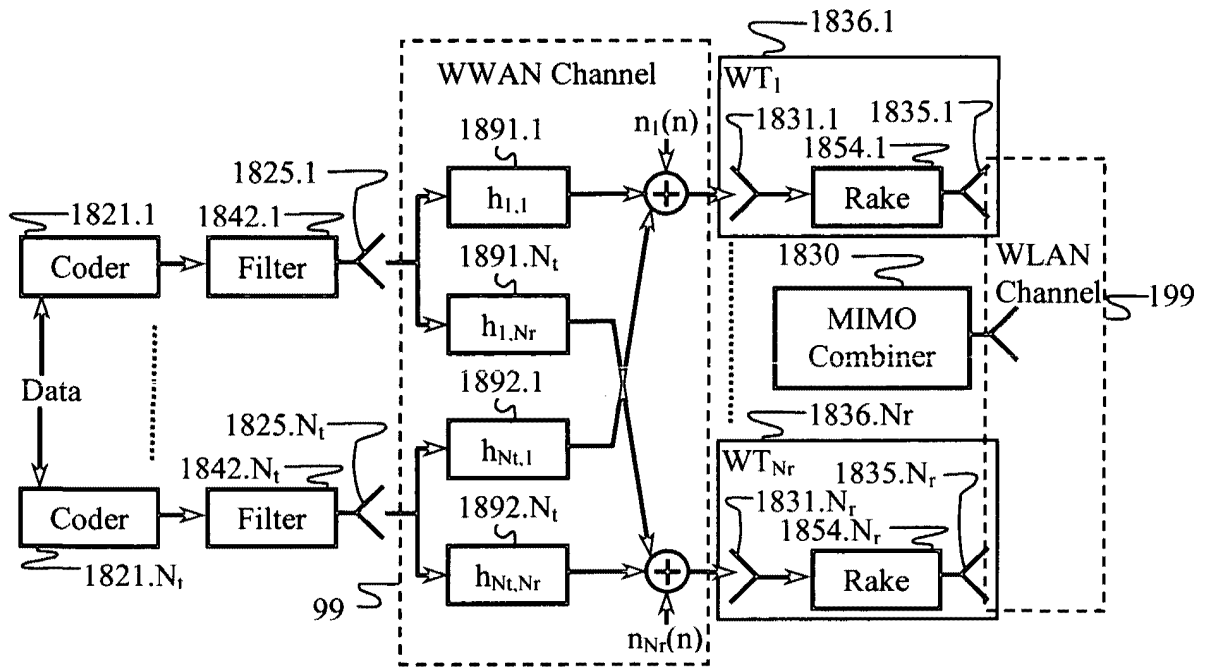 1836.1
WWAN Channel
WT₁
1835.1
1831.1
n₁(n)
1891.1
1854.1
1825.1
h₁,₁
Rake
1821.1
1842.1
Coder
Filter
1891.Nₜ
1830
WLAN
Channel
199
h₁,Nr
MIMO
Combiner
Data
1892.1
1836.Nr
1825.Nₜ
hNt,1
WT_Nr
1842.Nₜ
1835.Nᵣ
1831.Nᵣ
1892.Nₜ
1854.Nᵣ
Coder
Filter
hNt,Nr
Rake
1821.Nₜ
99
n_Nr(n)